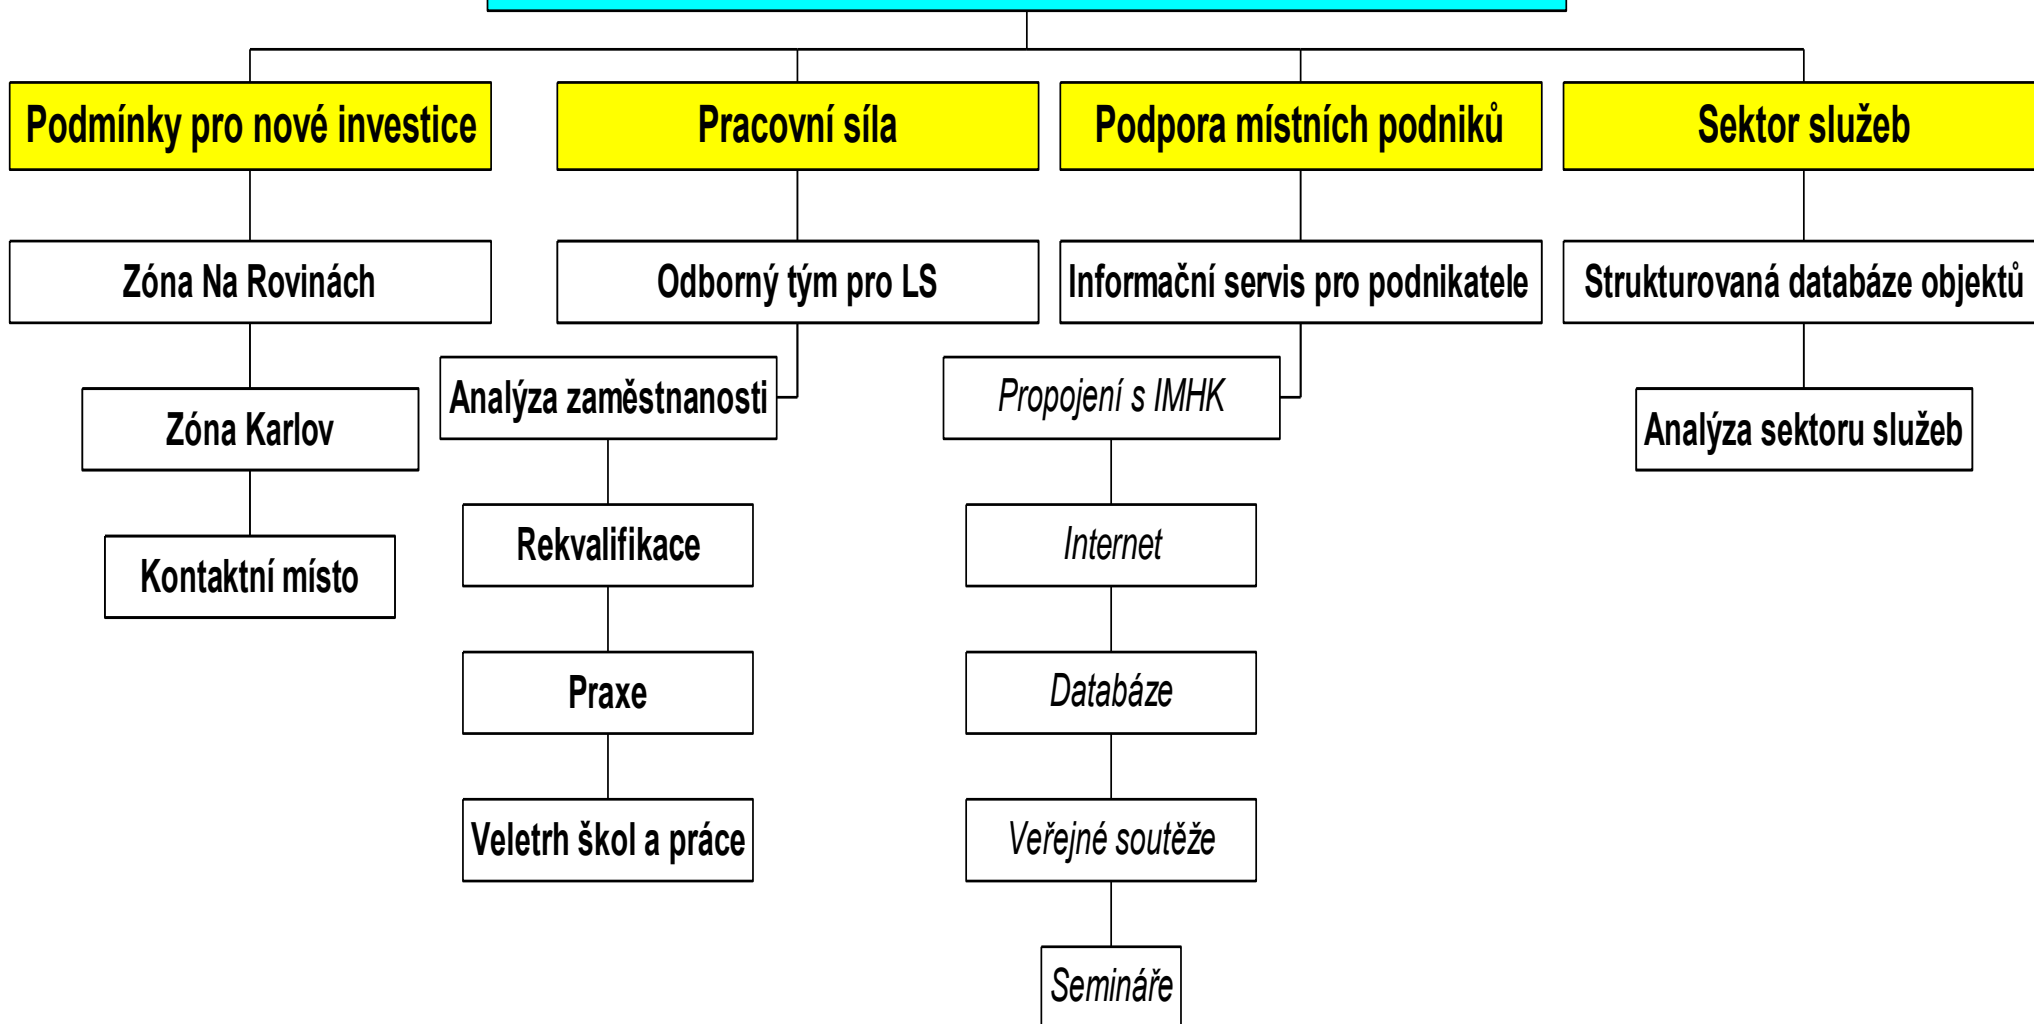 Podmínky pro nové investice
Pracovní síla
Podpora místních podniků
Sektor služeb
Zóna Na Rovinách
Odborný tým pro LS
Informační servis pro podnikatele
Strukturovaná databáze objektů
Analýza zaměstnanosti
Propojení s IMHK
Zóna Karlov
Analýza sektoru služeb
Rekvalifikace
Internet
Kontaktní místo
Praxe
Databáze
Veletrh škol a práce
Veřejné soutěže
Semináře